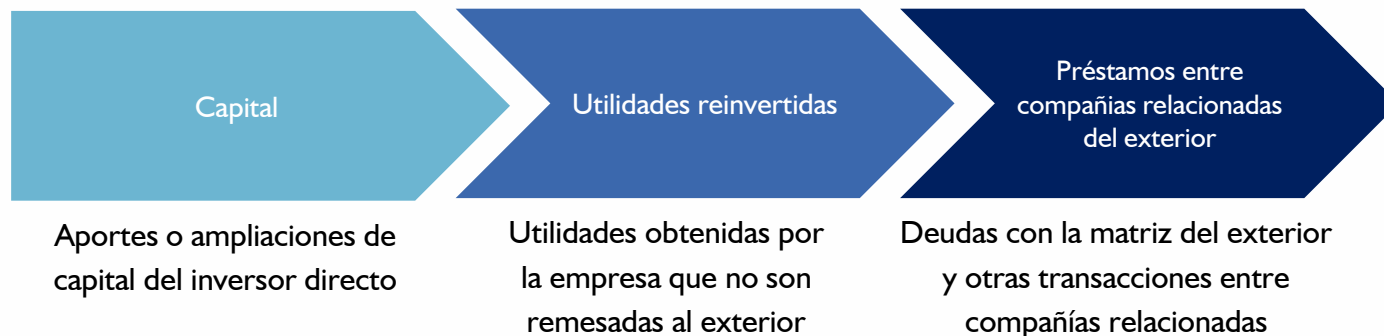 Capital
Utilidades reinvertidas
Préstamos entre
compañias relacionadas
del exterior
Aportes o ampliaciones de
capital del inversor directo
Utilidades obtenidas por
la empresa que no son
remesadas al exterior
Deudas con la matriz del exterior
y otras transacciones entre
compañías relacionadas